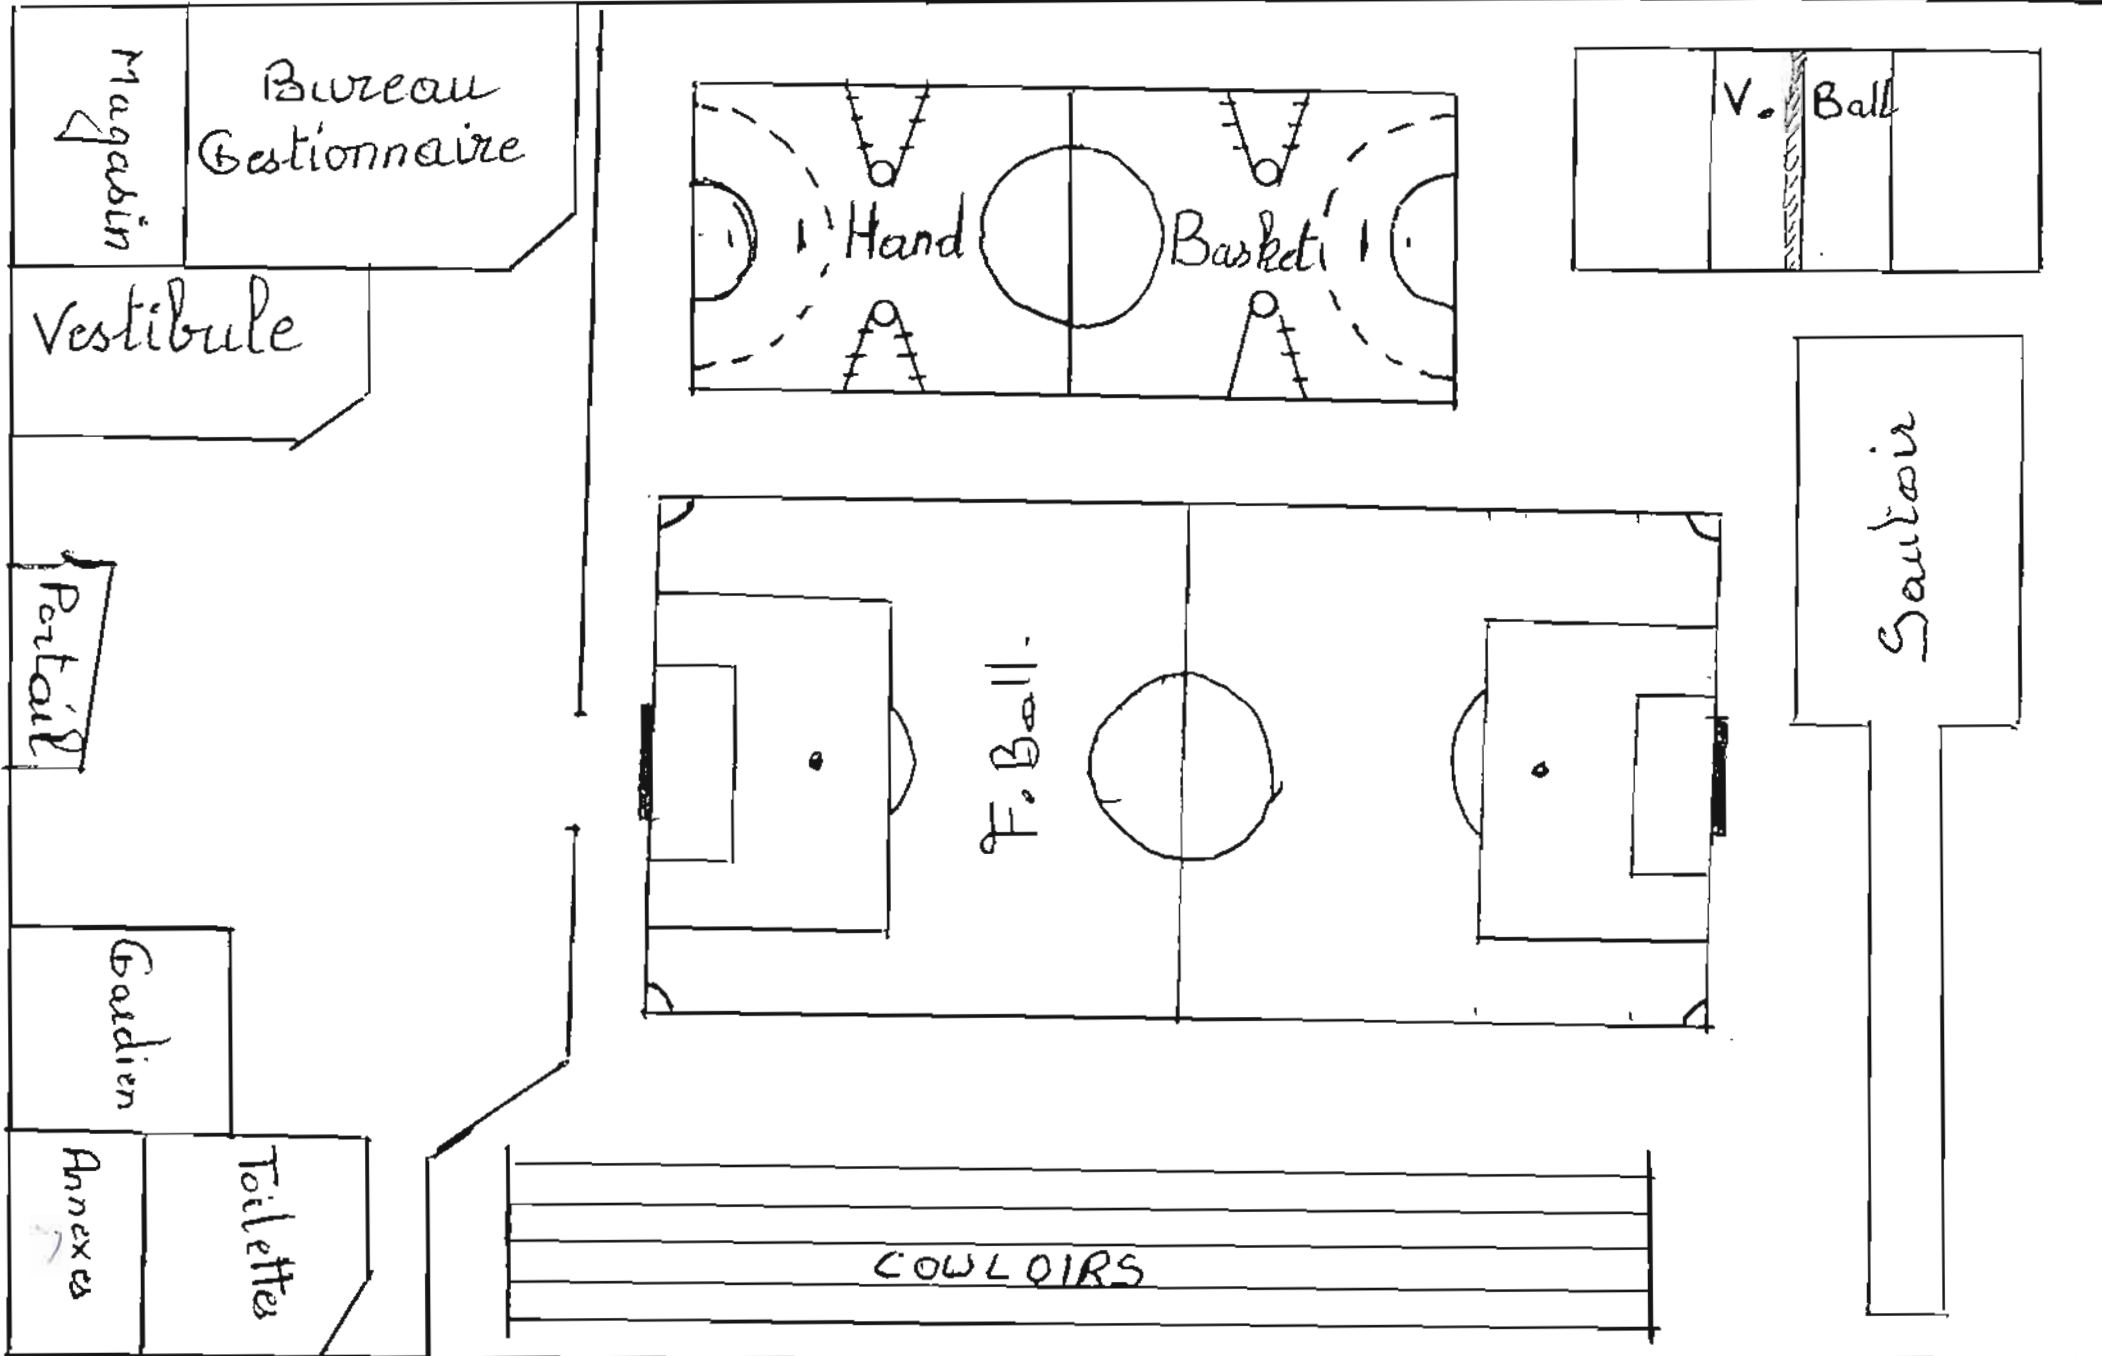 Magasin
Bureau
Gestionnaire
V. Ball
Hand Basket
Vestibule
Sautoir
Portail
F. Ball.
Gardien
Annexes
Toilettes
COULOIRS